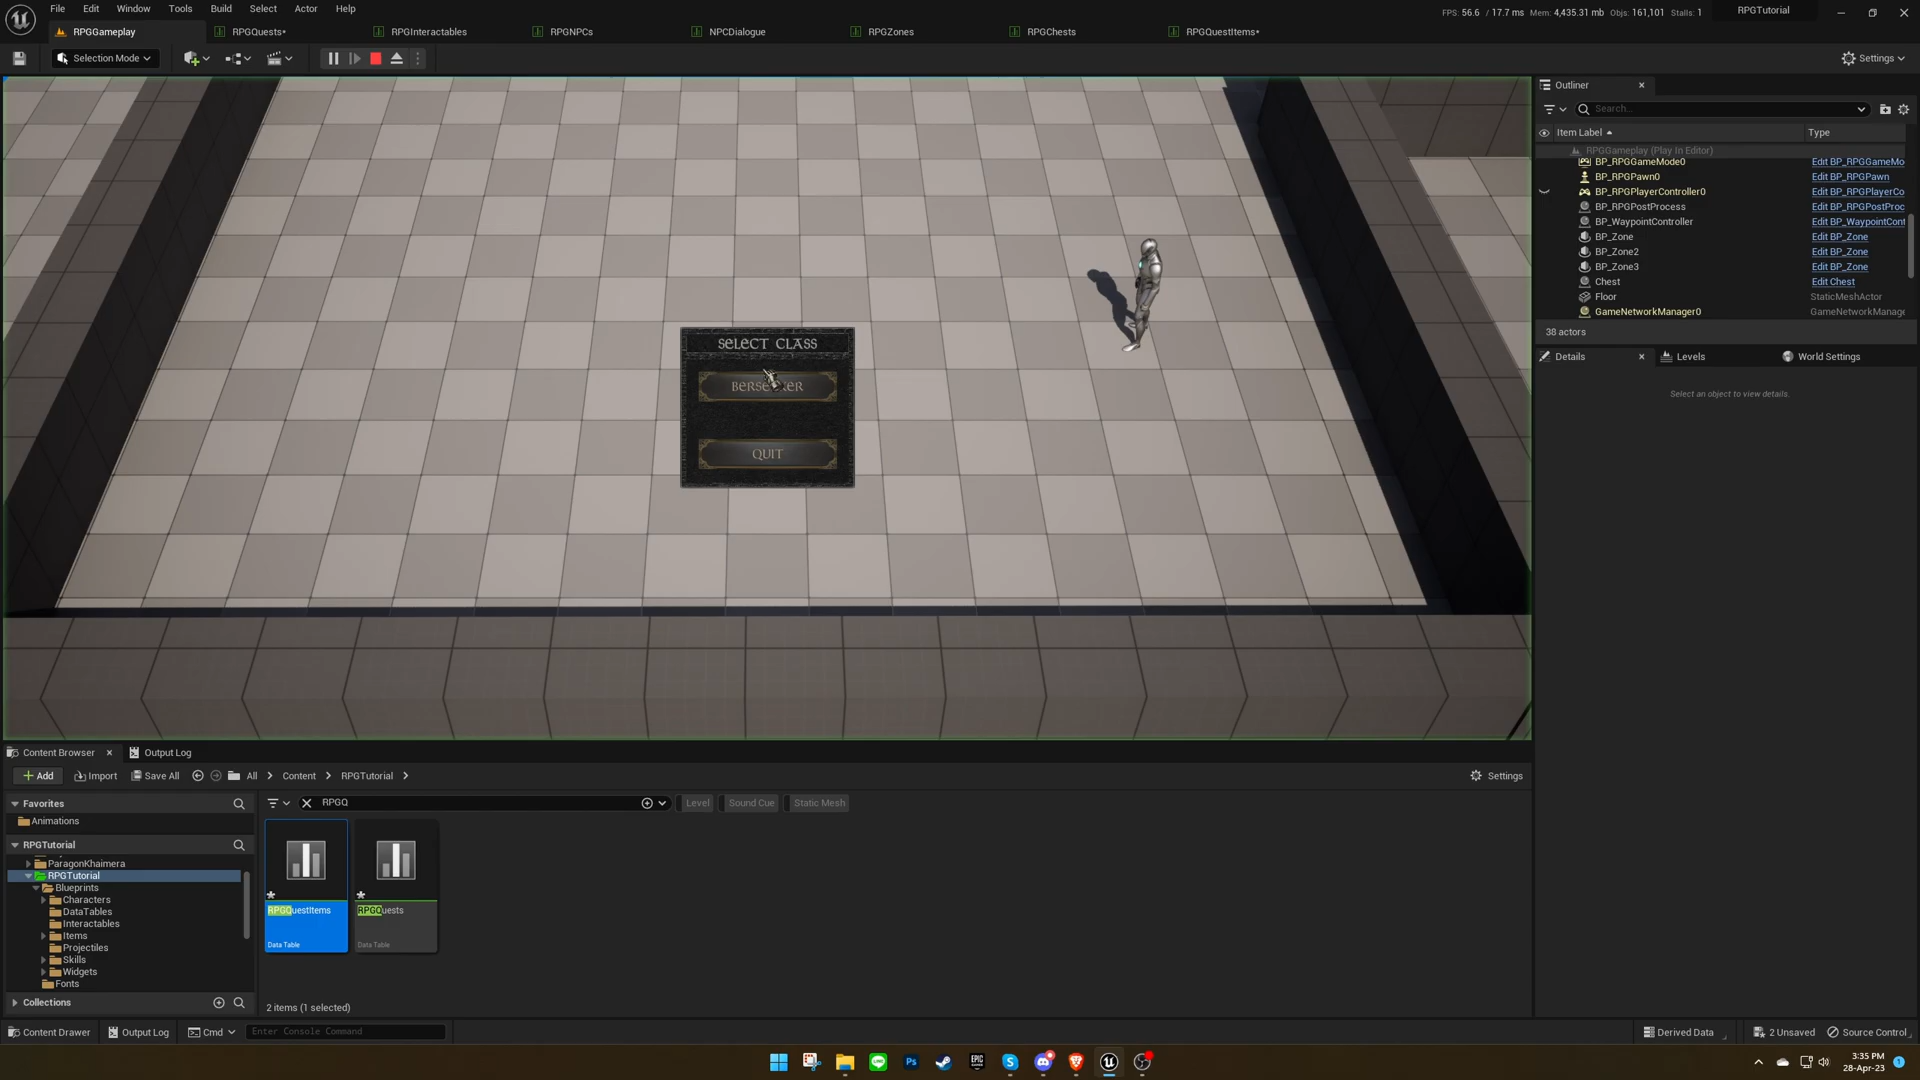 File Edit Window Tools Build Select Actor Help
FPS: 56.6 / 17.7 ms Mem: 4,435.31 mb Objs: 161,101 Stalls: 1
RPGTutorial
RPGGameplay
RPGQuests*
RPGInteractables
RPGNPCs
NPCDialogue
RPGZones
RPGChests
RPGQuestItems*
Selection Mode
Settings
SELECT CLASS
QUIT
Outliner
Search...
Item Label
Type
RPGGameplay (Play In Editor)
BP_RPGGameMode0 Edit BP_RPGGameMo
BP_RPGPawn0 Edit BP_RPGPawn
BP_RPGPlayerController0 Edit BP_RPGPlayerCo
BP_RPGPostProcess Edit BP_RPGPostProc
BP_WaypointController Edit BP_WaypointCont
BP_Zone Edit BP_Zone
BP_Zone2 Edit BP_Zone
BP_Zone3 Edit BP_Zone
Chest Edit Chest
Floor StaticMeshActor
GameNetworkManager0 GameNetworkManage
38 actors
Details
Levels
World Settings
Select an object to view details.
Content Browser
Output Log
Add Import Save All All Content RPGTutorial
Settings
Favorites
Animations
RPGTutorial
ParagonKhaimera
RPGTutorial
Blueprints
Characters
DataTables
Interactables
Items
Projectiles
Skills
Widgets
Fonts
Collections
RPGQ
Level
Sound Cue
Static Mesh
RPGQuestItems
Data Table
RPGQuests
Data Table
2 items (1 selected)
Content Drawer
Output Log
Cmd
Enter Console Command
Derived Data
2 Unsaved
Source Control
Ps
EPIC
3:35 PM
28-Apr-23
1